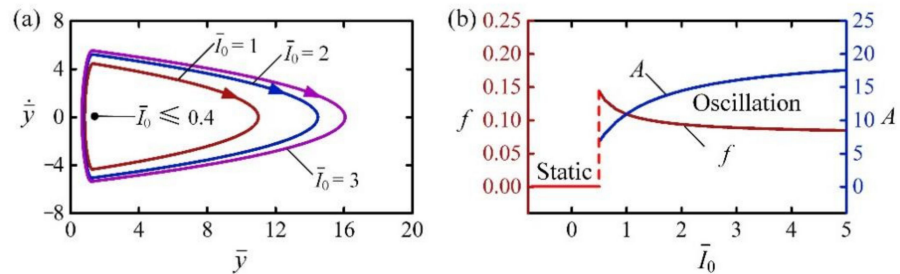 (a)
8
4
0
−4
−8
ẏ̄
Ī₀ = 1
Ī₀ = 2
Ī₀ ⩽ 0.4
Ī₀ = 3
0 4 8 12 16 20
ȳ
(b)
0.25
0.20
0.15
0.10
0.05
0.00
f
A
Oscillation
f
Static
25
20
15
10
5
0
A
0 1 2 3 4 5
Ī₀